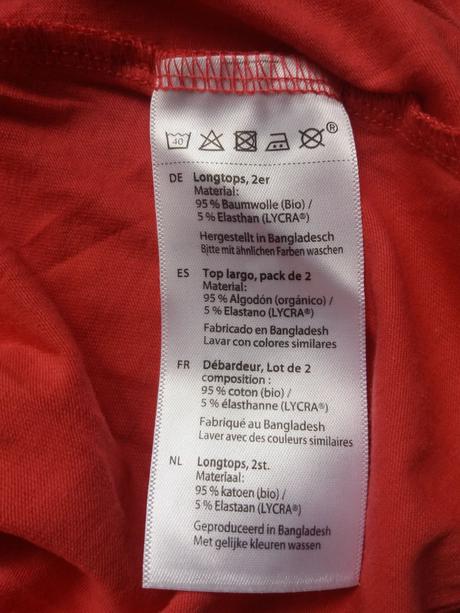 40 ®
DE Longtops, 2er
Material:
95 % Baumwolle (Bio) /
5 % Elasthan (LYCRA®)
Hergestellt in Bangladesch
Bitte mit ähnlichen Farben waschen
ES Top largo, pack de 2
Material:
95 % Algodón (orgánico) /
5 % Elastano (LYCRA®)
Fabricado en Bangladesh
Lavar con colores similares
FR Débardeur, Lot de 2
composition :
95 % coton (bio) /
5 % élasthanne (LYCRA®)
Fabriqué au Bangladesh
Laver avec des couleurs similaires
NL Longtops, 2st.
Materiaal:
95 % katoen (bio) /
5 % Elastaan (LYCRA®)
Geproduceerd in Bangladesh
Met gelijke kleuren wassen